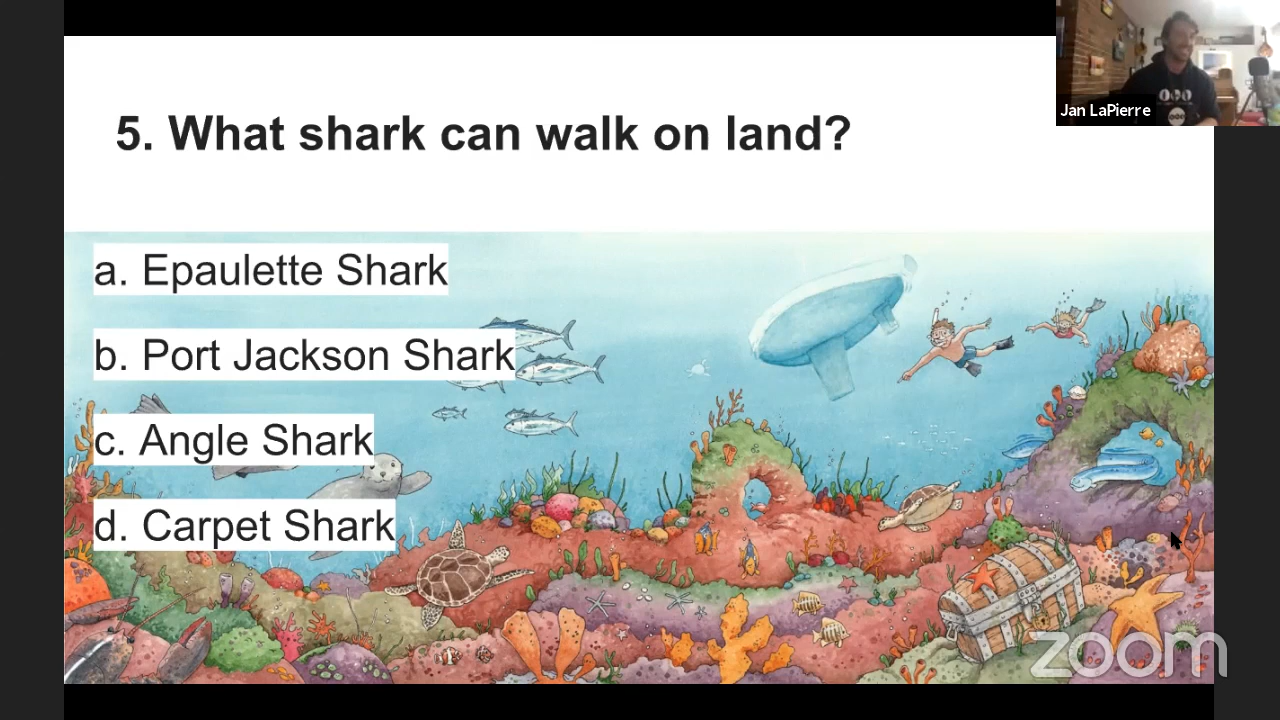 5. What shark can walk on land?
a. Epaulette Shark
b. Port Jackson Shark
c. Angle Shark
d. Carpet Shark
Jan LaPierre
zoom